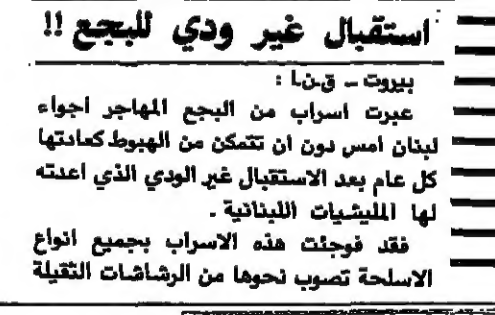 استقبال غير ودي للبجع !!
بيروت ـ ق.ن.ا :
عبرت اسراب من البجع المهاجر اجواء
لبنان امس دون ان تتمكن من الهبوط كعادتها
كل عام بعد الاستقبال غير الودي الذي اعدته
لها المليشيات اللبنانية .
فقد فوجئت هذه الاسراب بجميع انواع
الاسلحة تصوب نحوها من الرشاشات الثقيلة